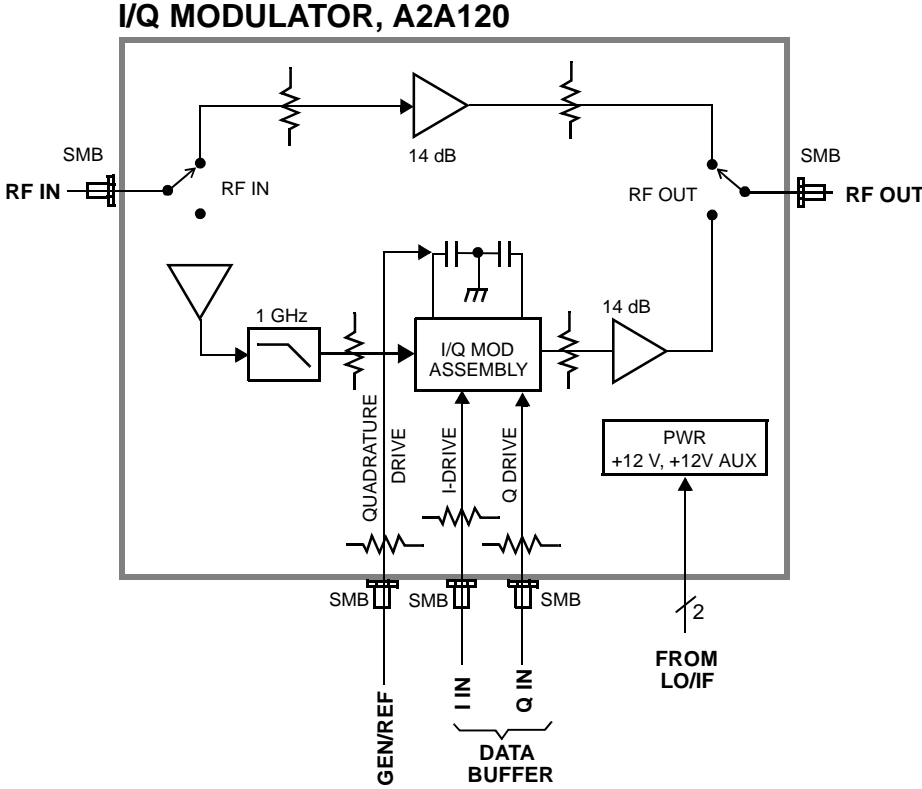 I/Q MODULATOR, A2A120
14 dB
SMB
SMB
RF IN
RF IN
RF OUT
RF OUT
1 GHz
14 dB
I/Q MOD
ASSEMBLY
QUADRATURE
DRIVE
I-DRIVE
Q DRIVE
PWR
+12 V, +12V AUX
SMB
SMB
SMB
2
FROM
LO/IF
GEN/REF
I IN
Q IN
DATA
BUFFER